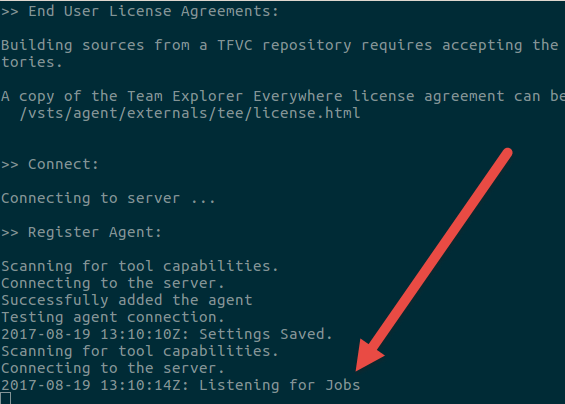 >> End User License Agreements:
Building sources from a TFVC repository requires accepting the
tories.
A copy of the Team Explorer Everywhere license agreement can be
/vsts/agent/externals/tee/license.html
>> Connect:
Connecting to server ...
>> Register Agent:
Scanning for tool capabilities.
Connecting to the server.
Successfully added the agent
Testing agent connection.
2017-08-19 13:10:10Z: Settings Saved.
Scanning for tool capabilities.
Connecting to the server.
2017-08-19 13:10:14Z: Listening for Jobs